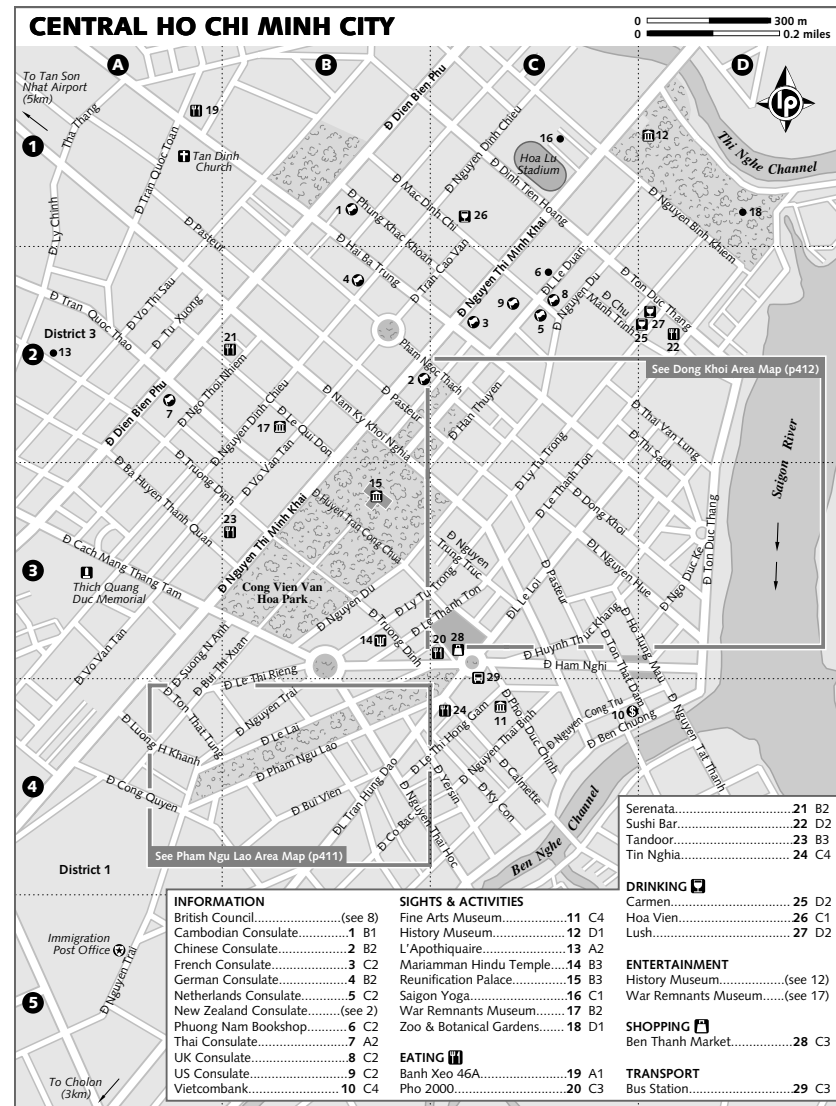 CENTRAL HO CHI MINH CITY
0 300 m
0 0.2 miles
A
B
C
D
lp
To Tan Son
Nhat Airport
(5km)
19
Tha Thang
Đ Tran Quoc Toan
Tan Dinh
Church
1
Đ Dien Bien Phu
Đ Nguyen Dinh Chieu
16
Hoa Lu
Stadium
Đ Dinh Tien Hoang
12
Thi Nghe Channel
Đ Ly Chinh
Đ Pasteur
1
Đ Phung Khac Khoan
Đ Mac Dinh Chi
26
Đ Nguyen Binh Khiem
18
Đ Hai Ba Trung
Đ Tran Cao Van
Đ Nguyen Thi Minh Khai
4
6
ĐL Le Duan
Đ Nguyen Du
Đ Ton Duc Thang
Đ Chu
Manh Trinh
9
8
5
3
27
25
22
Đ Tran Quoc Thao
Đ Vo Thi Sau
Đ Tu Xuong
District 3
13
2
21
Pham Ngoc Thach
2
See Dong Khoi Area Map (p412)
Đ Dien Bien Phu
7
Đ Ngo Thoi Nhiem
Đ Nguyen Dinh Chieu
17
Đ Le Qui Don
Đ Nam Ky Khoi Nghia
Đ Pasteur
Đ Han Thuyen
Đ Thai Van Lung
Đ Thi Sach
Đ Ba Huyen Thanh Quan
Đ Truong Dinh
Đ Vo Van Tan
15
Đ Ly Tu Trong
Đ Le Thanh Ton
Saigon River
23
Đ Nguyen Thi Minh Khai
Đ Huyen Tran Cong Chua
Đ Dong Khoi
Đ Ton Duc Thang
Đ Cach Mang Thang Tam
3
Đ Nguyen
Trung Truc
Đ Pasteur
ĐL Nguyen Hue
Đ Ngo Duc Ke
Thich Quang
Duc Memorial
Cong Vien Van
Hoa Park
Đ Nguyen Du
Đ Ly Tu Trong
Đ Le Thanh Ton
ĐL Le Loi
Đ Vo Van Tan
Đ Suong N Anh
Đ Bui Thi Xuan
14
Đ Truong Dinh
20
28
Đ Huynh Thuc Khang
Đ Ho Tung Mau
Đ Ham Nghi
Đ Ton That Dam
Đ Le Thi Rieng
29
Đ Ton That Tung
Đ Nguyen Trai
24
11
Đ Pho Duc Chinh
Đ Nguyen Cong Tru
10
Đ Ben Chuong
Đ Nguyen Tat Thanh
Đ Luong H Khanh
Đ Le Lai
Đ Le Thi Hong Gam
Đ Nguyen Thai Binh
4
Đ Pham Ngu Lao
Đ Calmette
Đ Cong Quyen
Đ Bui Vien
ĐL Tran Hung Dao
Đ Yersin
Đ Ky Con
Đ Co Bac
Đ Nguyen Thai Hoc
Ben Nghe Channel
See Pham Ngu Lao Area Map (p411)
District 1
Immigration
Post Office
Đ Nguyen Trai
5
To Cholon
(3km)
INFORMATION
British Council.....(see 8)
Cambodian Consulate.....1 B1
Chinese Consulate.....2 B2
French Consulate.....3 C2
German Consulate.....4 B2
Netherlands Consulate.....5 C2
New Zealand Consulate.....(see 2)
Phuong Nam Bookshop.....6 C2
Thai Consulate.....7 A2
UK Consulate.....8 C2
US Consulate.....9 C2
Vietcombank.....10 C4
SIGHTS & ACTIVITIES
Fine Arts Museum.....11 C4
History Museum.....12 D1
L'Apothiquaire.....13 A2
Mariamman Hindu Temple.....14 B3
Reunification Palace.....15 B3
Saigon Yoga.....16 C1
War Remnants Museum.....17 B2
Zoo & Botanical Gardens.....18 D1
EATING
Banh Xeo 46A.....19 A1
Pho 2000.....20 C3
Serenata.....21 B2
Sushi Bar.....22 D2
Tandoor.....23 B3
Tin Nghia.....24 C4
DRINKING
Carmen.....25 D2
Hoa Vien.....26 C1
Lush.....27 D2
ENTERTAINMENT
History Museum.....(see 12)
War Remnants Museum.....(see 17)
SHOPPING
Ben Thanh Market.....28 C3
TRANSPORT
Bus Station.....29 C3